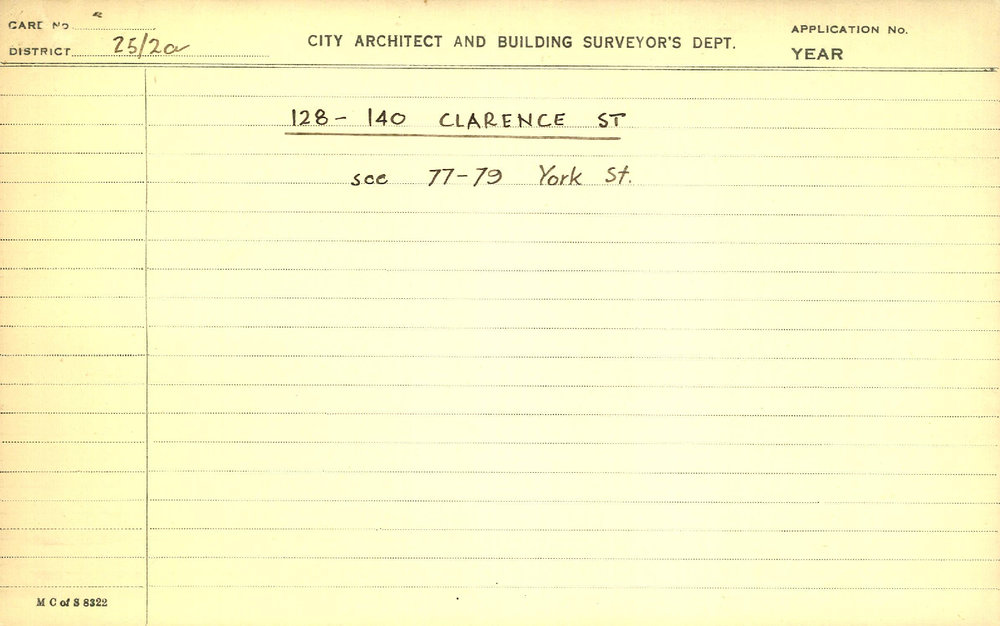 CARD No.
DISTRICT 25/2a
CITY ARCHITECT AND BUILDING SURVEYOR'S DEPT.
APPLICATION No.
YEAR
128 - 140 CLARENCE ST
see 77-79 York St.
M C of S 8322